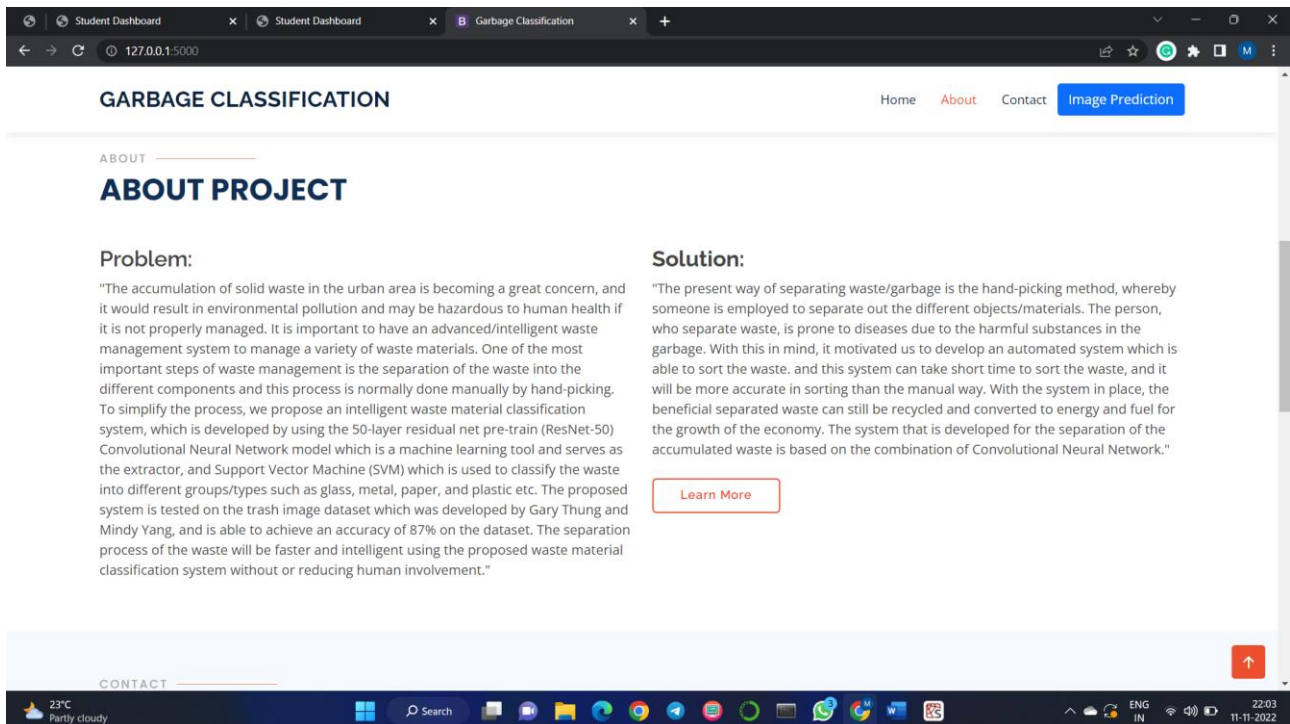 Student Dashboard
Student Dashboard
B Garbage Classification
127.0.0.1:5000
M
GARBAGE CLASSIFICATION
Home About Contact Image Prediction
ABOUT
ABOUT PROJECT
Problem:
"The accumulation of solid waste in the urban area is becoming a great concern, and
it would result in environmental pollution and may be hazardous to human health if
it is not properly managed. It is important to have an advanced/intelligent waste
management system to manage a variety of waste materials. One of the most
important steps of waste management is the separation of the waste into the
different components and this process is normally done manually by hand-picking.
To simplify the process, we propose an intelligent waste material classification
system, which is developed by using the 50-layer residual net pre-train (ResNet-50)
Convolutional Neural Network model which is a machine learning tool and serves as
the extractor, and Support Vector Machine (SVM) which is used to classify the waste
into different groups/types such as glass, metal, paper, and plastic etc. The proposed
system is tested on the trash image dataset which was developed by Gary Thung and
Mindy Yang, and is able to achieve an accuracy of 87% on the dataset. The separation
process of the waste will be faster and intelligent using the proposed waste material
classification system without or reducing human involvement."
Solution:
"The present way of separating waste/garbage is the hand-picking method, whereby
someone is employed to separate out the different objects/materials. The person,
who separate waste, is prone to diseases due to the harmful substances in the
garbage. With this in mind, it motivated us to develop an automated system which is
able to sort the waste. and this system can take short time to sort the waste, and it
will be more accurate in sorting than the manual way. With the system in place, the
beneficial separated waste can still be recycled and converted to energy and fuel for
the growth of the economy. The system that is developed for the separation of the
accumulated waste is based on the combination of Convolutional Neural Network."
Learn More
CONTACT
23°C
Partly cloudy
Search
ENG
IN
22:03
11-11-2022